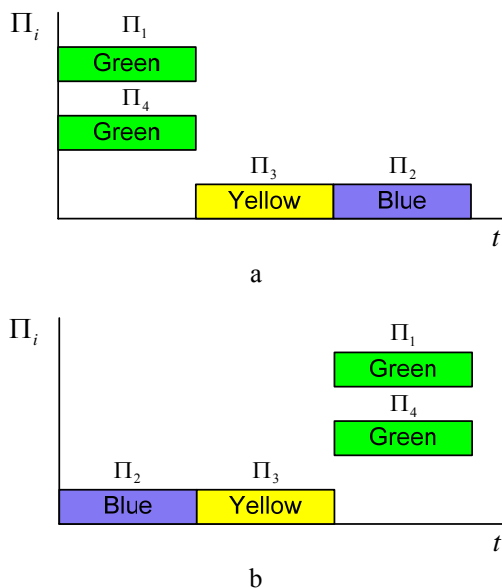 Πᵢ
Π₁
Green
Π₄
Green
Π₃ Π₂
Yellow Blue
t
a
Πᵢ
Π₁
Green
Π₄
Green
Π₂ Π₃
Blue Yellow
t
b